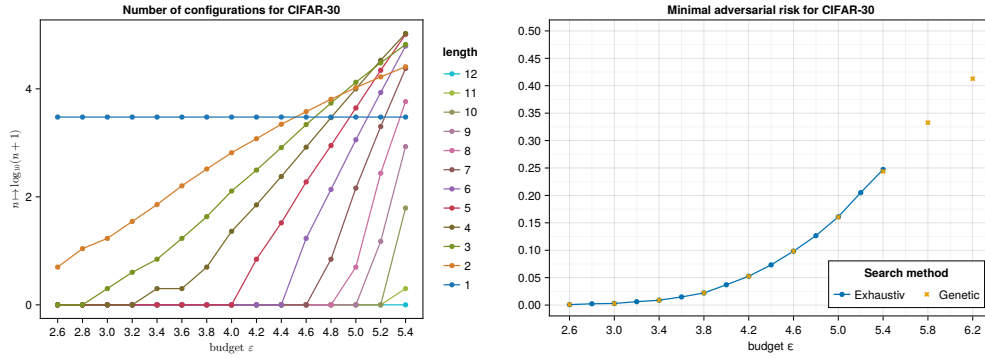 Number of configurations for CIFAR-30
n ↦ log₁₀(n + 1)
4
2
0
2.6 2.8 3.0 3.2 3.4 3.6 3.8 4.0 4.2 4.4 4.6 4.8 5.0 5.2 5.4
budget ε
length
12
11
10
9
8
7
6
5
4
3
2
1
Minimal adversarial risk for CIFAR-30
0.50
0.45
0.40
0.35
0.30
0.25
0.20
0.15
0.10
0.05
0.00
2.6 3.0 3.4 3.8 4.2 4.6 5.0 5.4 5.8 6.2
budget ε
Search method
Exhaustiv Genetic